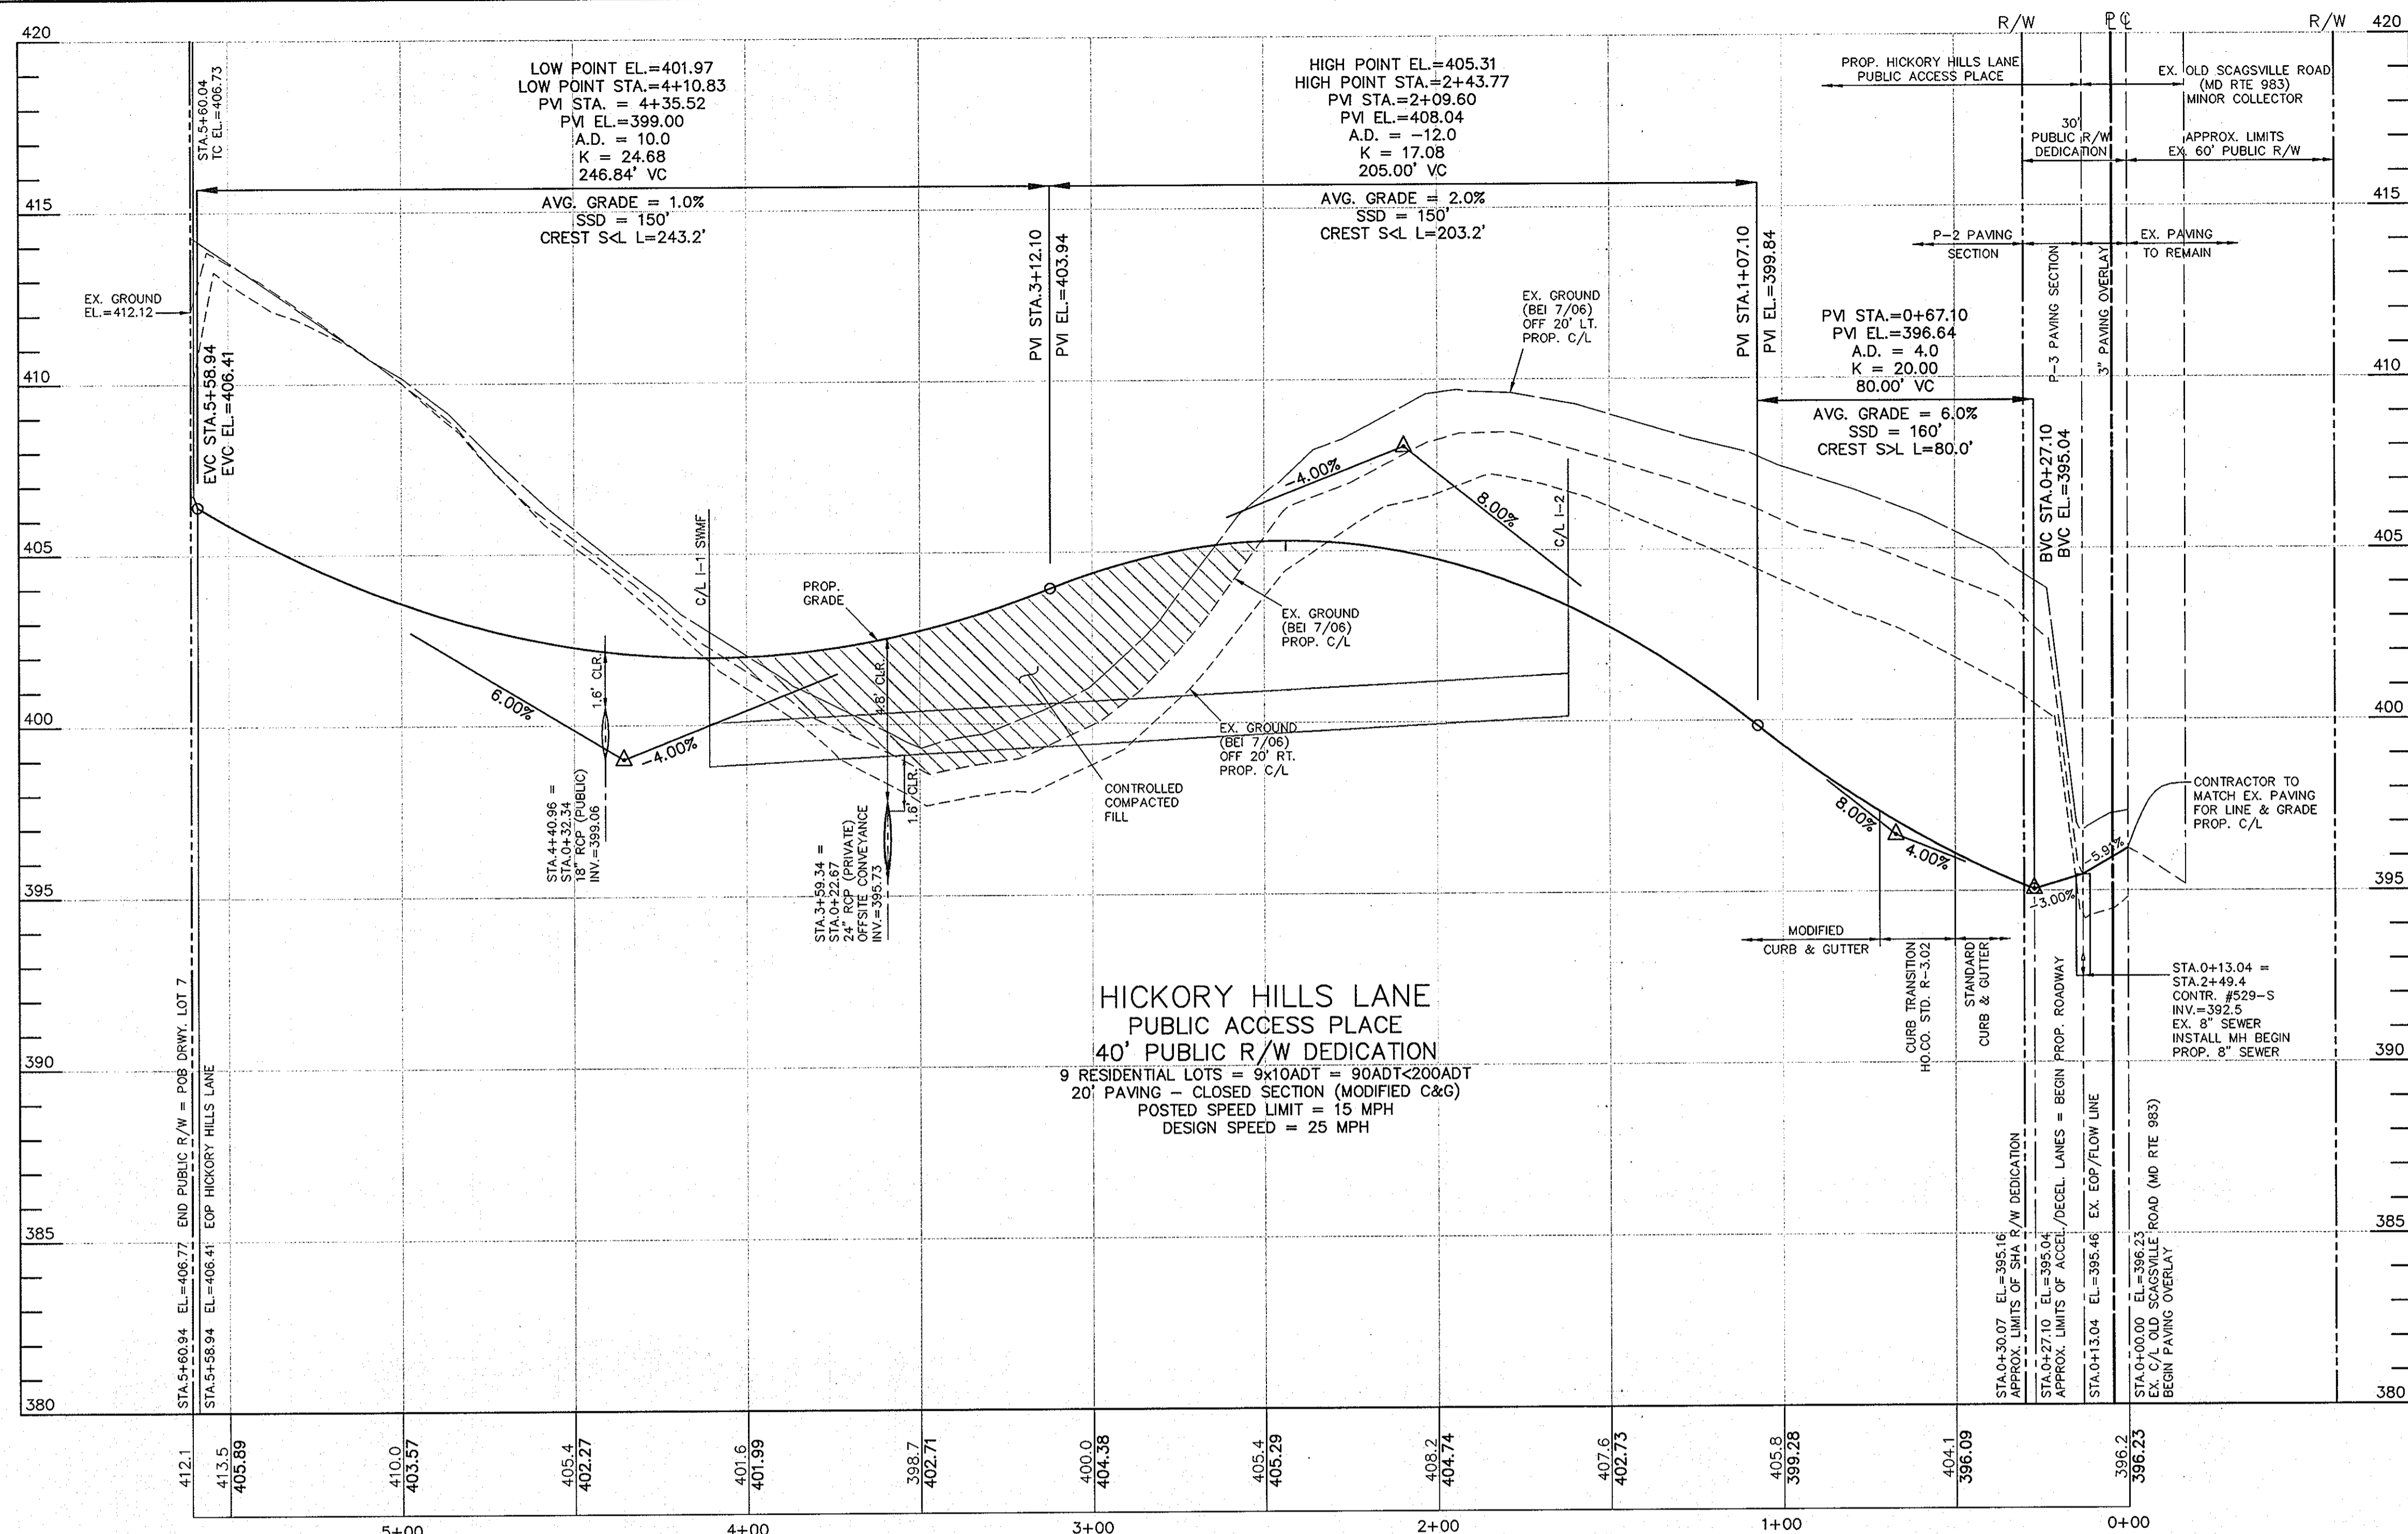 420
R/W
P
C
R/W
420
STA.5+60.04
TC EL.=406.73
LOW POINT EL.=401.97
LOW POINT STA.=4+10.83
PVI STA. = 4+35.52
PVI EL.=399.00
A.D. = 10.0
K = 24.68
246.84' VC
AVG. GRADE = 1.0%
SSD = 150'
CREST S<L L=243.2'
HIGH POINT EL.=405.31
HIGH POINT STA.=2+43.77
PVI STA.=2+09.60
PVI EL.=408.04
A.D. = -12.0
K = 17.08
205.00' VC
AVG. GRADE = 2.0%
SSD = 150'
CREST S<L L=203.2'
PROP. HICKORY HILLS LANE
PUBLIC ACCESS PLACE
EX. OLD SCAGSVILLE ROAD
(MD RTE 983)
MINOR COLLECTOR
30'
PUBLIC R/W
DEDICATION
APPROX. LIMITS
EX. 60' PUBLIC R/W
415
415
P-2 PAVING
SECTION
P-3 PAVING SECTION
3" PAVING OVERLAY
EX. PAVING
TO REMAIN
PVI STA.3+12.10
PVI EL.=403.94
PVI STA.1+07.10
PVI EL.=399.84
EX. GROUND
EL.=412.12
EX. GROUND
(BEI 7/06)
OFF 20' LT.
PROP. C/L
PVI STA.=0+67.10
PVI EL.=396.64
A.D. = 4.0
K = 20.00
80.00' VC
AVG. GRADE = 6.0%
SSD = 160'
CREST S>L L=80.0'
EVC STA.5+58.94
EVC EL.=406.41
BVC STA.0+27.10
BVC EL.=395.04
410
410
-4.00%
8.00%
C/L I-1' SWMF
C/L I-2
405
405
PROP.
GRADE
EX. GROUND
(BEI 7/06)
PROP. C/L
6.00%
1.6' CLR.
4.8' CLR.
-4.00%
EX. GROUND
(BEI 7/06)
OFF 20' RT.
PROP. C/L
400
400
STA.4+40.96 =
STA.0+32.34
18" RCP (PUBLIC)
INV.=399.06
1.6' CLR.
CONTROLLED
COMPACTED
FILL
STA.3+59.34 =
STA.0+22.67
24" RCP (PRIVATE)
OFFSITE CONVEYANCE
INV.=395.73
8.00%
4.00%
CONTRACTOR TO
MATCH EX. PAVING
FOR LINE & GRADE
PROP. C/L
-5.91%
-3.00%
395
395
MODIFIED
CURB & GUTTER
CURB TRANSITION
HO.CO. STD. R-3.02
STANDARD
CURB & GUTTER
STA.0+13.04 =
STA.2+49.4
CONTR. #529-S
INV.=392.5
EX. 8" SEWER
INSTALL MH BEGIN
PROP. 8" SEWER
HICKORY HILLS LANE
PUBLIC ACCESS PLACE
40' PUBLIC R/W DEDICATION
9 RESIDENTIAL LOTS = 9x10ADT = 90ADT<200ADT
20' PAVING - CLOSED SECTION (MODIFIED C&G)
POSTED SPEED LIMIT = 15 MPH
DESIGN SPEED = 25 MPH
390
390
385
385
380
380
STA.5+60.94 EL.=406.77 END PUBLIC R/W = POB DRWY. LOT 7
STA.5+58.94 EL.=406.41 EOP HICKORY HILLS LANE
STA.0+30.07 EL=395.16
APPROX. LIMITS OF SHA R/W DEDICATION
STA.0+27.10 EL=395.04
APPROX. LIMITS OF ACCEL./DECEL. LANES = BEGIN PROP. ROADWAY
STA.0+13.04 EL=395.46 EX. EOP/FLOW LINE
STA.0+00.00 EL=396.23
EX. C/L OLD SCAGSVILLE ROAD (MD RTE 983)
BEGIN PAVING OVERLAY
412.1
413.5
405.89
410.0
403.57
405.4
402.27
401.6
401.99
398.7
402.71
400.0
404.38
405.4
405.29
408.2
404.74
407.6
402.73
405.8
399.28
404.1
396.09
396.2
396.23
5+00
4+00
3+00
2+00
1+00
0+00